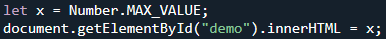 let x = Number.MAX_VALUE;
document.getElementById("demo").innerHTML = x;